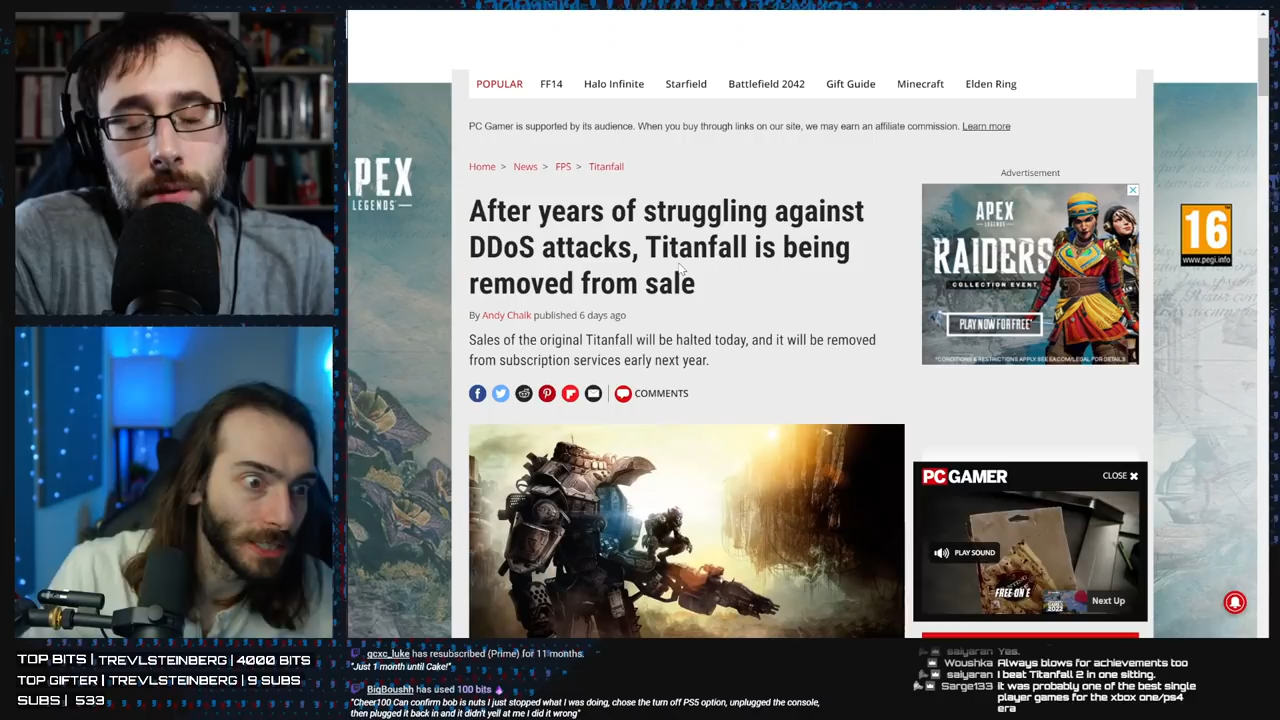 POPULAR FF14 Halo Infinite Starfield Battlefield 2042 Gift Guide Minecraft Elden Ring
PC Gamer is supported by its audience. When you buy through links on our site, we may earn an affiliate commission. Learn more
Home > News > FPS > Titanfall
After years of struggling against
DDoS attacks, Titanfall is being
removed from sale
By Andy Chalk published 6 days ago
Sales of the original Titanfall will be halted today, and it will be removed
from subscription services early next year.
COMMENTS
APEX
LEGENDS
Advertisement
APEX
LEGENDS
RAIDERS
COLLECTION EVENT
PLAY NOW FOR FREE*
*CONDITIONS & RESTRICTIONS APPLY. SEE EA.COM/LEGAL FOR DETAILS
16
www.pegi.info
PC GAMER
CLOSE
PLAY SOUND
Next Up
TOP BITS | TREVLSTEINBERG | 4000 BITS
TOP GIFTER | TREVLSTEINBERG | 9 SUBS
SUBS | 533
gcxc_luke has resubscribed (Prime) for 11 months.
"Just 1 month until Cake!"
BigBoushh has used 100 bits
"Cheer100 Can confirm bob is nuts I just stopped what I was doing, chose the turn off PS5 option, unplugged the console,
then plugged it back in and it didn't yell at me i did it wrong"
saiyaran Yes.
Woushka Always blows for achievements too
saiyaran I beat Titanfall 2 in one sitting.
Sarge133 it was probably one of the best single
player games for the xbox one/ps4
era